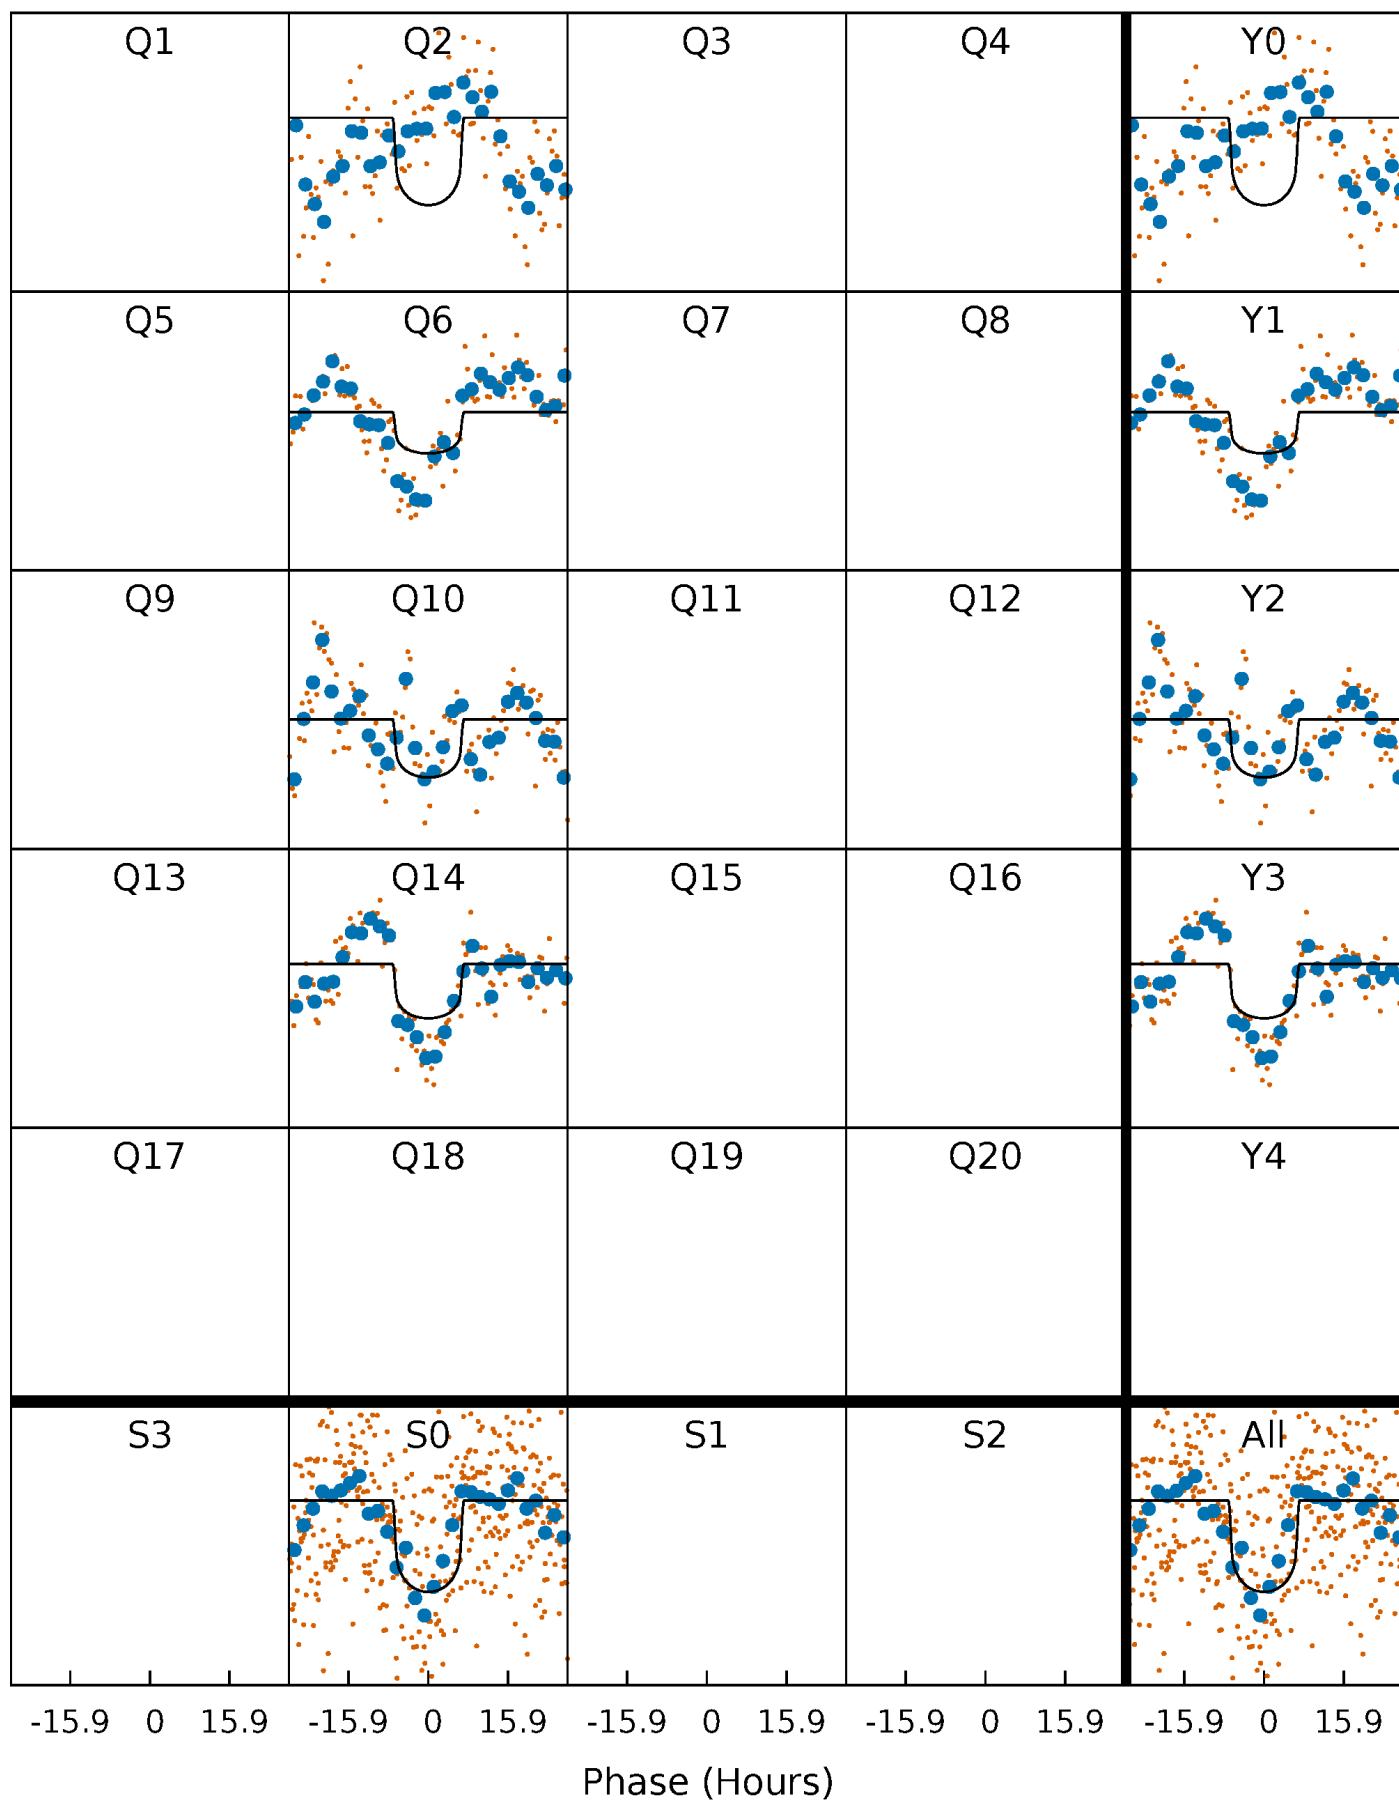 Q1 Q2 Q3 Q4 Y0
Q5 Q6 Q7 Q8 Y1
Q9 Q10 Q11 Q12 Y2
Q13 Q14 Q15 Q16 Y3
Q17 Q18 Q19 Q20 Y4
S3 S0 S1 S2 All
-15.9 0 15.9 -15.9 0 15.9 -15.9 0 15.9 -15.9 0 15.9 -15.9 0 15.9
Phase (Hours)